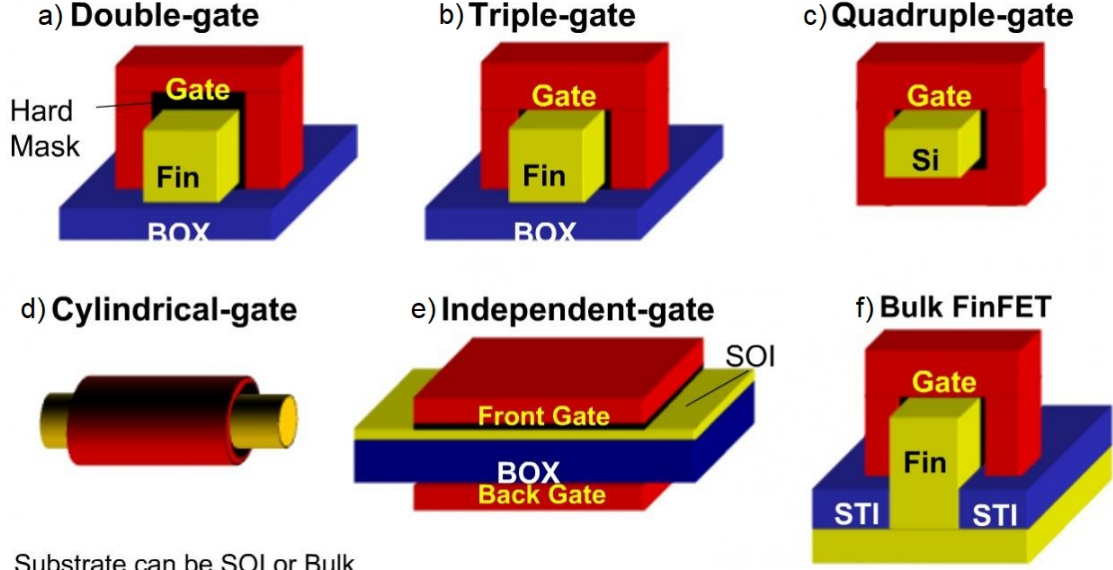 a) Double-gate
b) Triple-gate
c) Quadruple-gate
Hard
Mask
Gate
Fin
BOX
Gate
Fin
BOX
Gate
Si
d) Cylindrical-gate
e) Independent-gate
f) Bulk FinFET
SOI
Front Gate
BOX
Back Gate
Gate
Fin
STI
STI
Substrate can be SOI or Bulk